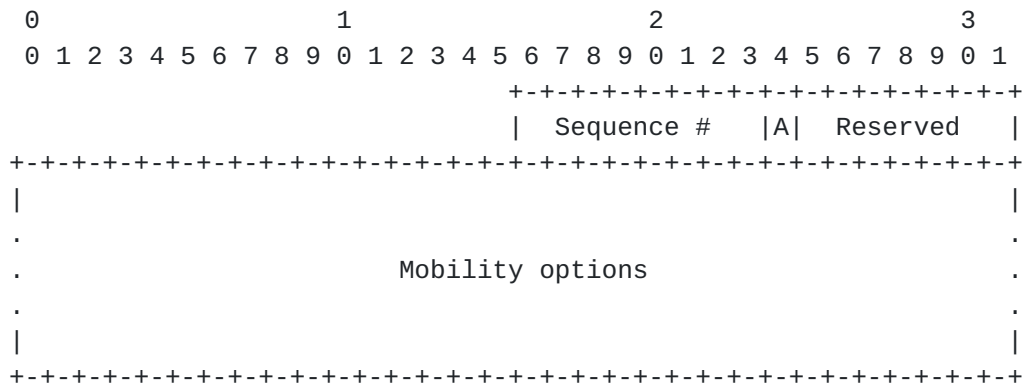 0                   1                   2                   3
 0 1 2 3 4 5 6 7 8 9 0 1 2 3 4 5 6 7 8 9 0 1 2 3 4 5 6 7 8 9 0 1
                                +-+-+-+-+-+-+-+-+-+-+-+-+-+-+-+-+
                                |  Sequence #   |A|  Reserved   |
+-+-+-+-+-+-+-+-+-+-+-+-+-+-+-+-+-+-+-+-+-+-+-+-+-+-+-+-+-+-+-+-+
|                                                               |
.                                                               .
.                        Mobility options                       .
.                                                               .
|                                                               |
+-+-+-+-+-+-+-+-+-+-+-+-+-+-+-+-+-+-+-+-+-+-+-+-+-+-+-+-+-+-+-+-+